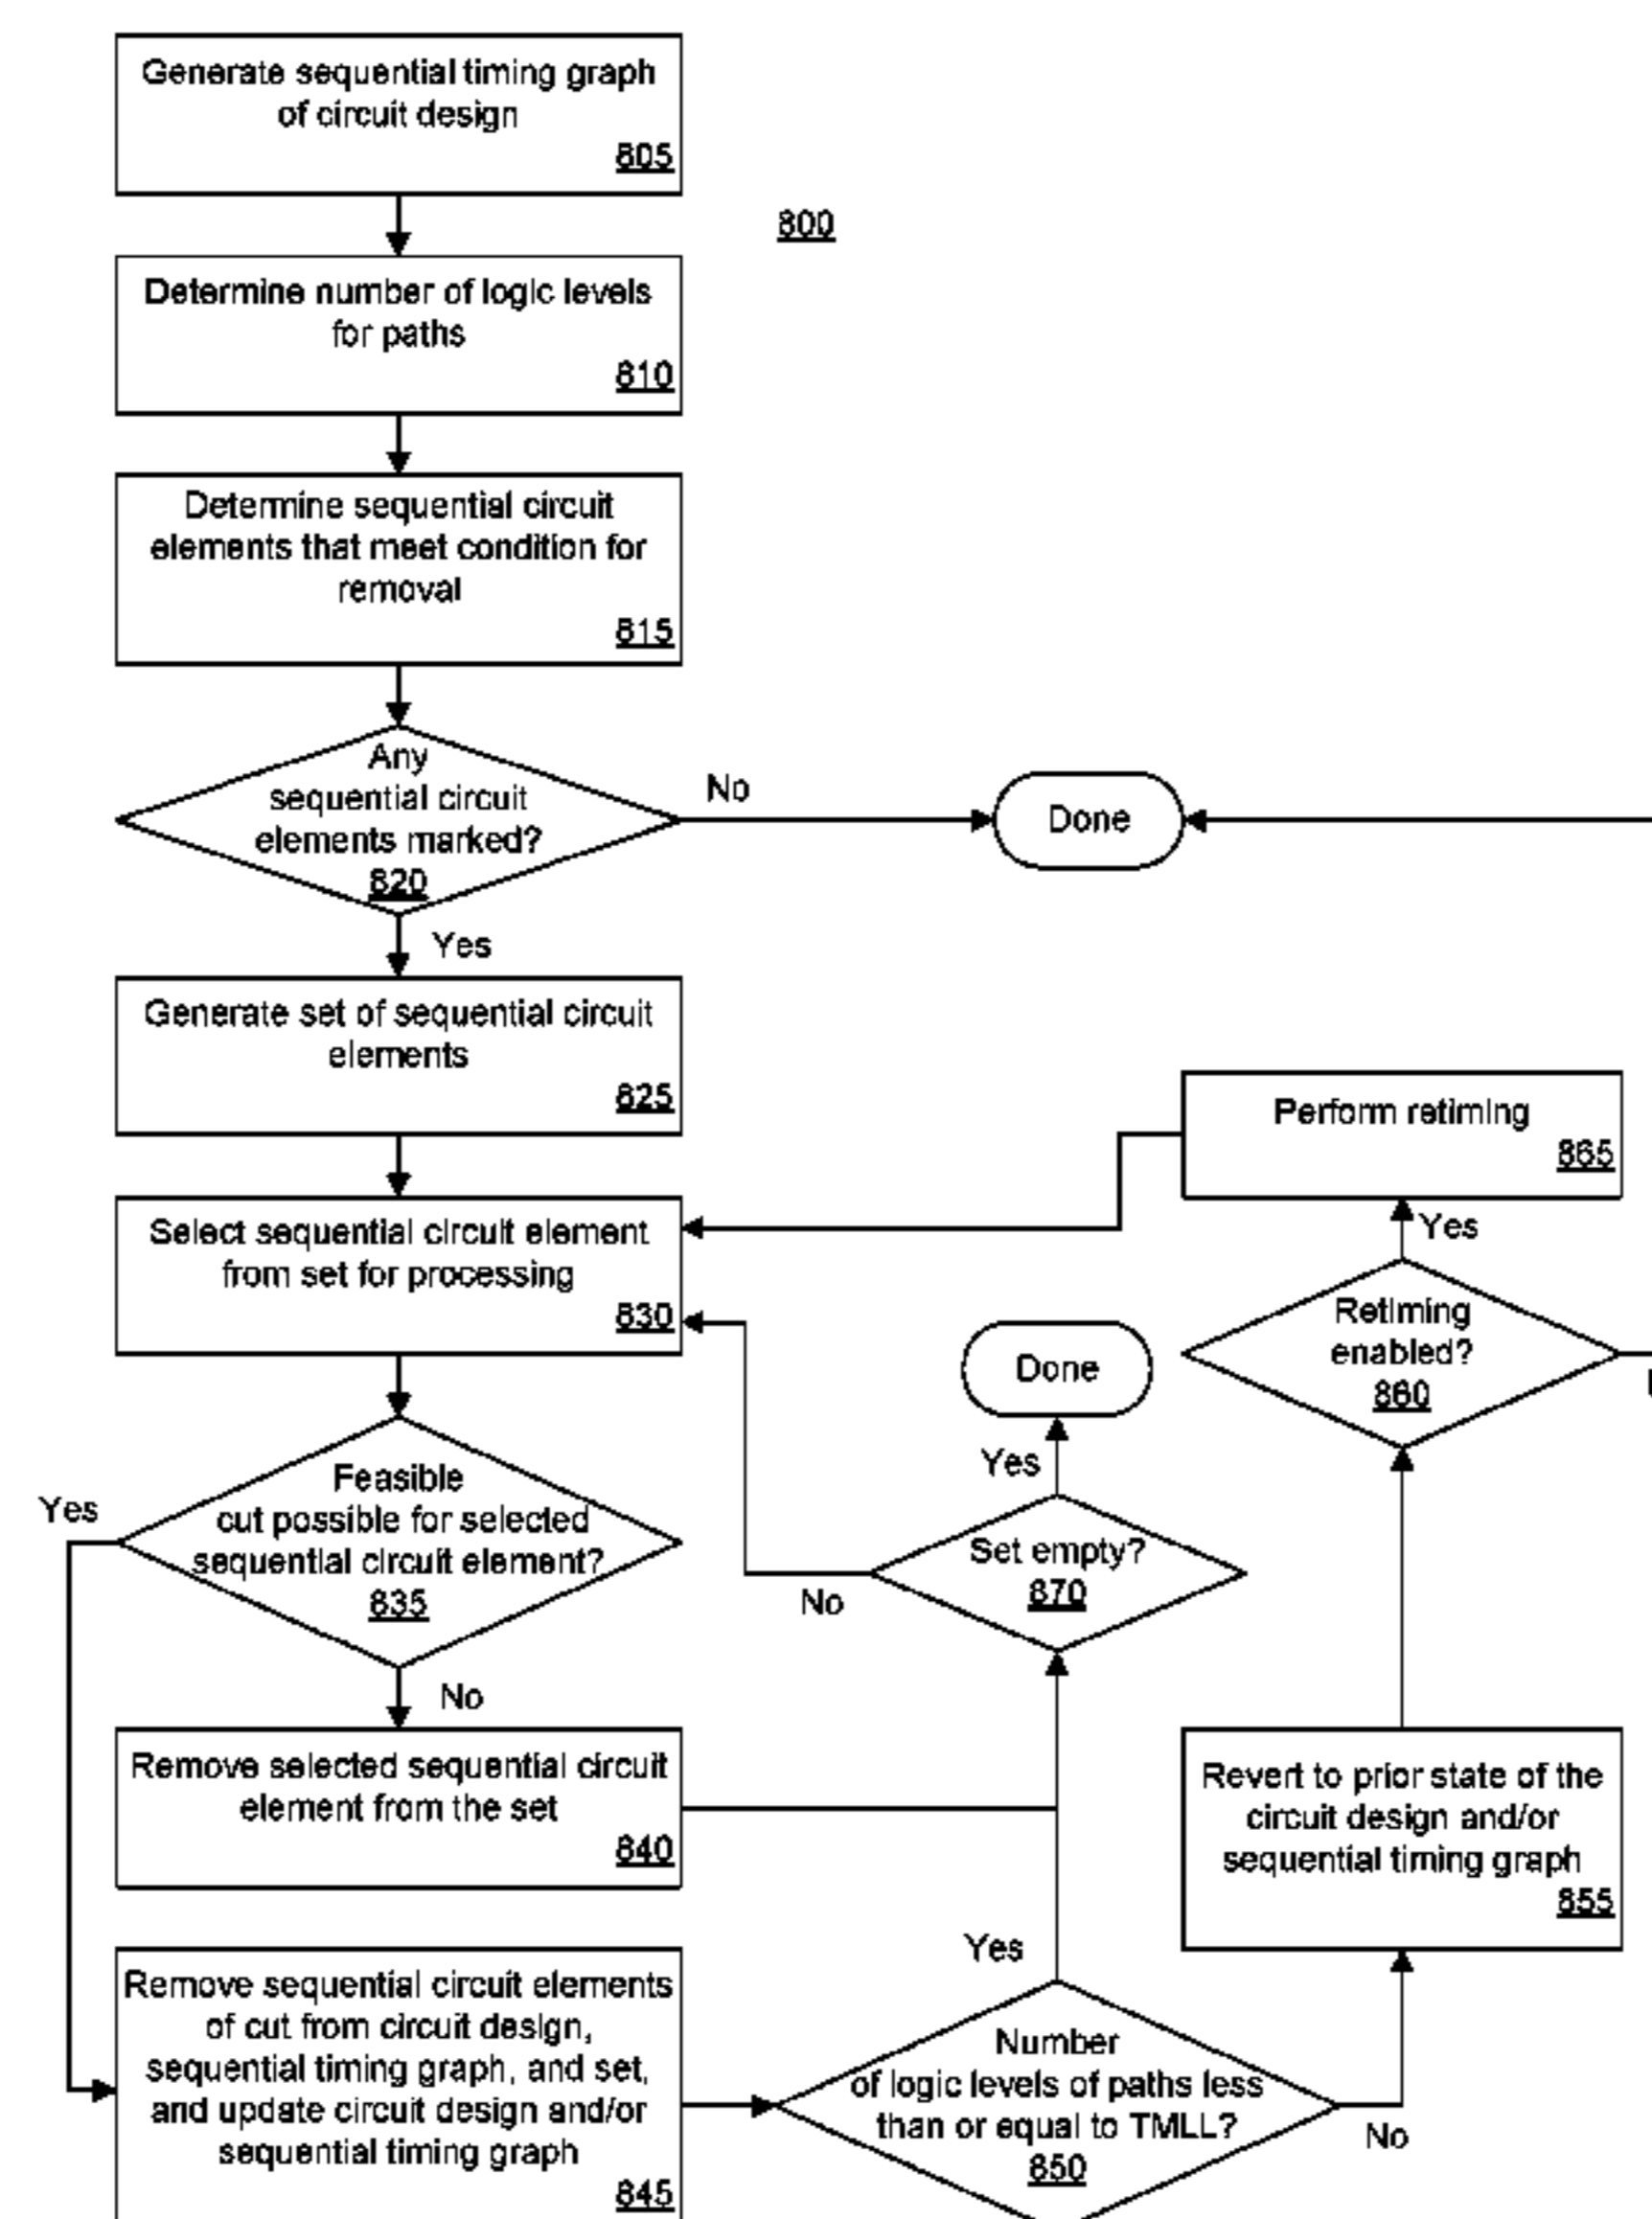 Generate sequential timing graph
of circuit design
805
800
Determine number of logic levels
for paths
810
Determine sequential circuit
elements that meet condition for
removal
815
Any
sequential circuit
elements marked?
820
No
Done
Yes
Generate set of sequential circuit
elements
825
Perform retiming
865
Select sequential circuit element
from set for processing
830
Yes
Retiming
enabled?
860
Done
Yes
Feasible
cut possible for selected
sequential circuit element?
835
Yes
Set empty?
870
No
No
Remove selected sequential circuit
element from the set
840
Revert to prior state of the
circuit design and/or
sequential timing graph
855
Remove sequential circuit elements
of cut from circuit design,
sequential timing graph, and set,
and update circuit design and/or
sequential timing graph
845
Yes
Number
of logic levels of paths less
than or equal to TMLL?
850
No